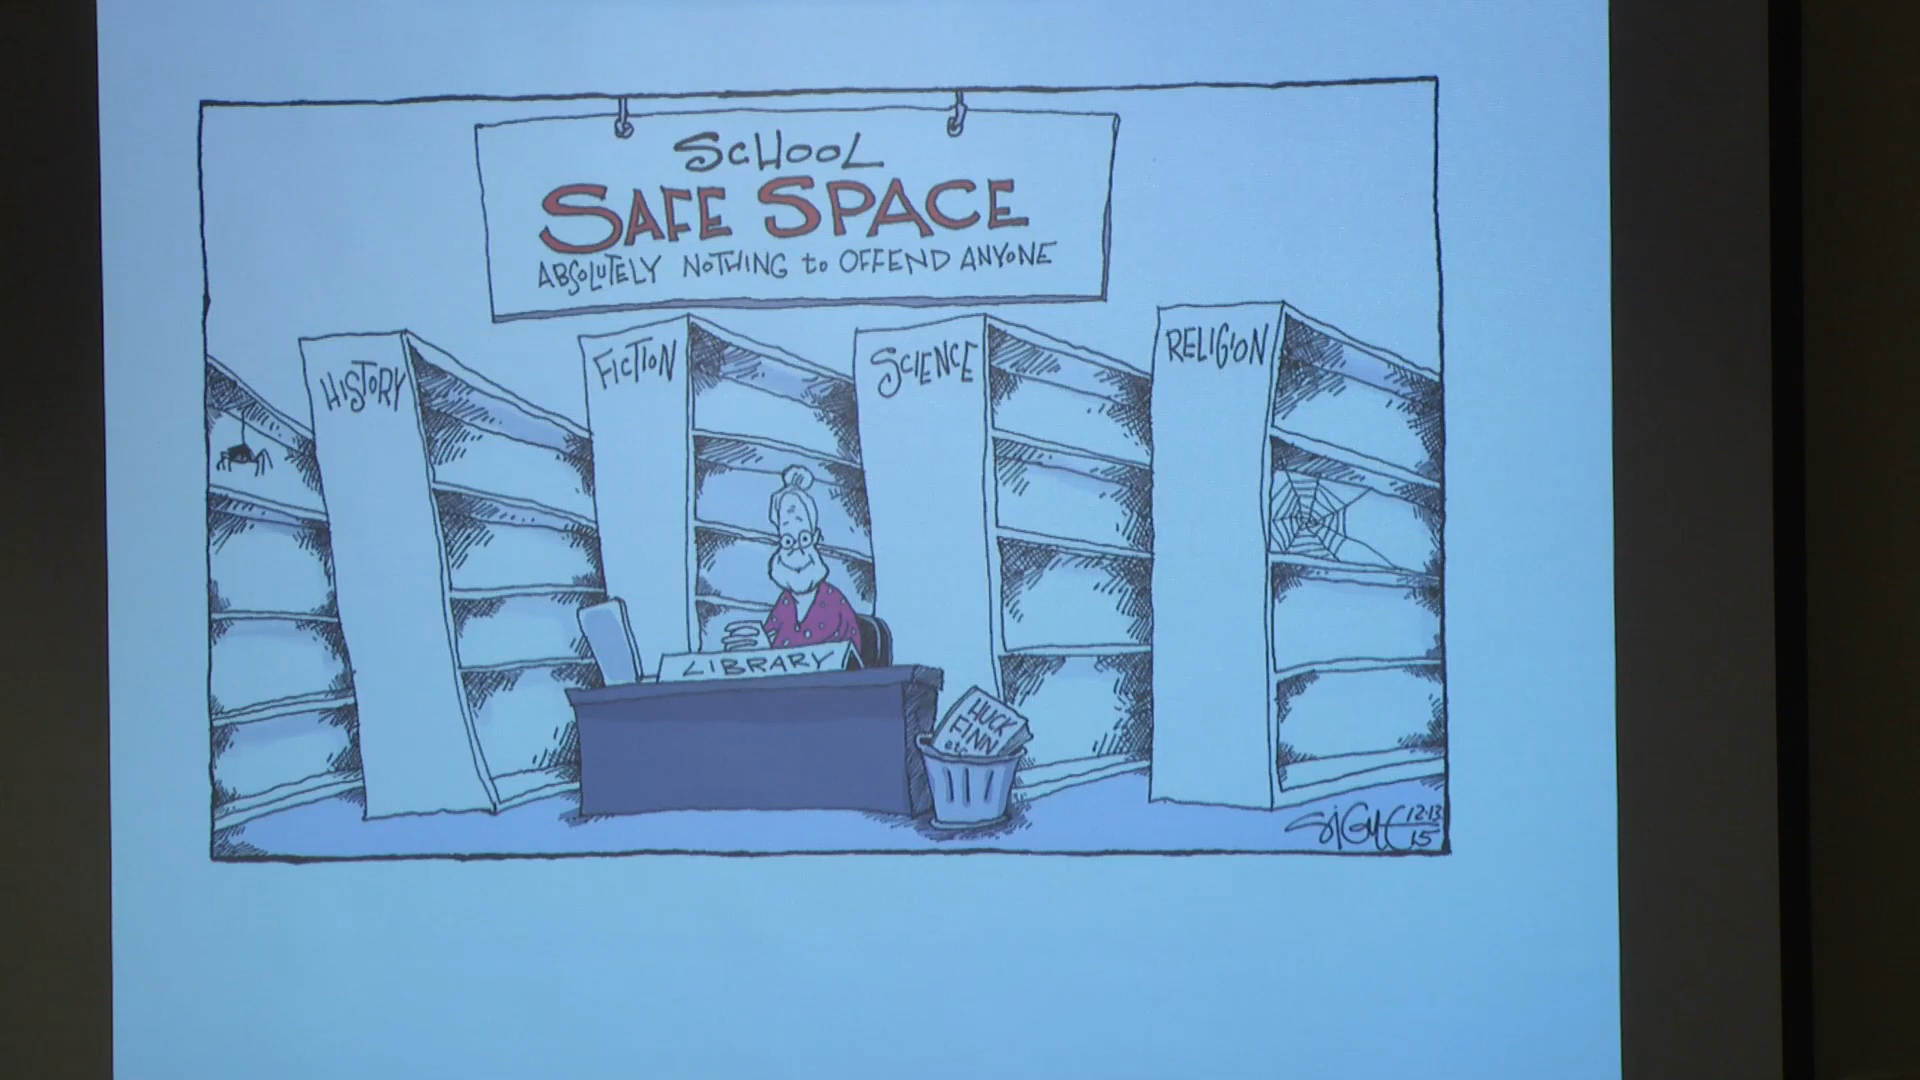 SCHOOL
SAFE SPACE
ABSOLUTELY NOTHING to OFFEND ANYONE
HISTORY
FICTION
SCIENCE
RELIGION
LIBRARY
HUCK
FINN
etc.
SIGNE
12-13
15